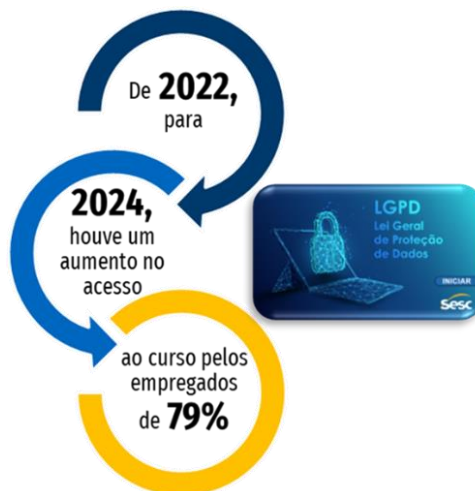 De 2022,
para
2024,
houve um
aumento no
acesso
ao curso pelos
empregados
de 79%
LGPD
Lei Geral
de Proteção
de Dados
INICIAR
Sesc